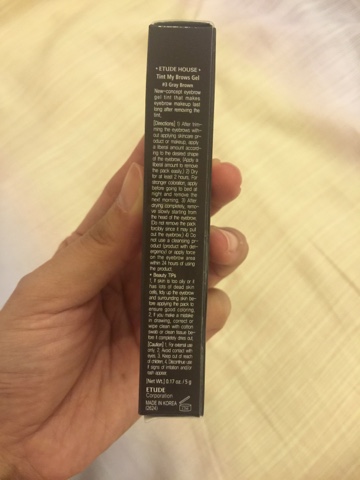 • ETUDE HOUSE •
Tint My Brows Gel
#3 Gray Brown
New-concept eyebrow
gel tint that makes
eyebrow makeup last
long after removing the
tint.
[Directions] 1) After trim-
ming the eyebrows with-
out applying skincare pro-
duct or makeup, apply
a liberal amount accord-
ing to the desired shape
of the eyebrow. (Apply a
liberal amount to remove
the pack easily.) 2) Dry
for at least 2 hours. For
stronger coloration, apply
before going to bed at
night and remove the
next morning. 3) After
drying completely, remo-
ve slowly starting from
the head of the eyebrow.
(Do not remove the pack
forcibly since it may pull
out the eyebrow.) 4) Do
not use a cleansing pr-
oduct (product with det-
ergency) or apply force
on the eyebrow area
within 24 hours of using
the product.
• Beauty TIPs
1. If skin is too oily or it
has lots of dead skin
cells, tidy up the eyebrow
and surrounding skin be-
fore applying the pack to
ensure good coloring.
2. If you make a mistake
in drawing, correct or
wipe clean with cotton
swab or clean tissue be-
fore it completely dries out.
[Caution] 1. For external use
only. 2. Avoid contact with
eyes. 3. Keep out of reach
of children. 4. Discontinue use
if signs of irritation and/or
rash appear.
[Net Wt.] 0.17 oz. / 5 g
ETUDE
Corporation
MADE IN KOREA